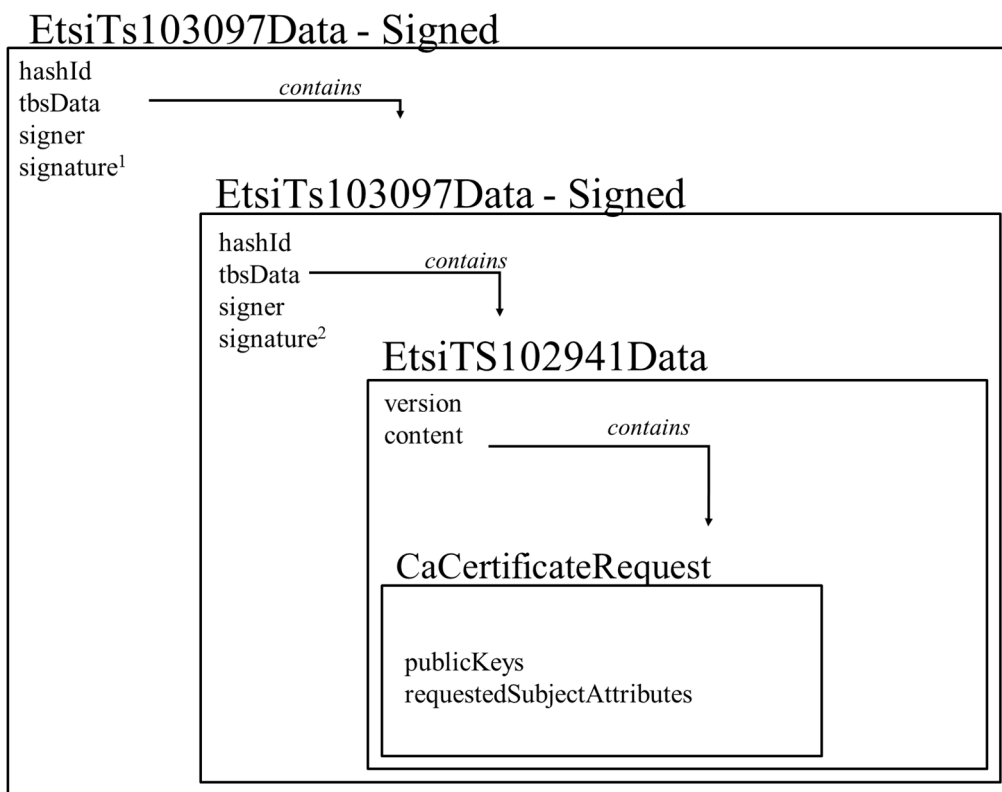 EtsiTs103097Data - Signed
hashId
tbsData
contains
signer
signature¹
EtsiTs103097Data - Signed
hashId
tbsData
contains
signer
signature²
EtsiTS102941Data
version
content
contains
CaCertificateRequest
publicKeys
requestedSubjectAttributes